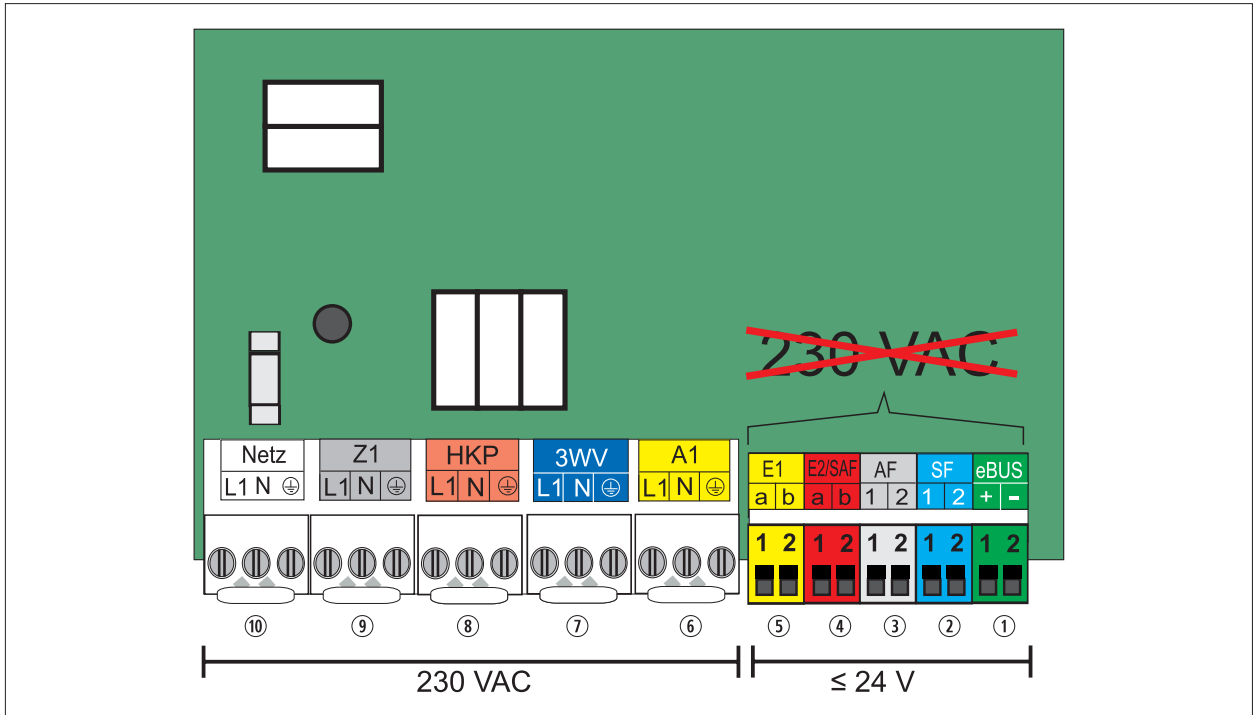 230 VAC
Netz Z1 HKP 3WV A1
E1 E2/SAF AF SF eBUS
L1 N ⏚ L1 N ⏚ L1 N ⏚ L1 N ⏚ L1 N ⏚
a b a b 1 2 1 2 + -
1 2 1 2 1 2 1 2 1 2
⑩ ⑨ ⑧ ⑦ ⑥ ⑤ ④ ③ ② ①
230 VAC ≤ 24 V